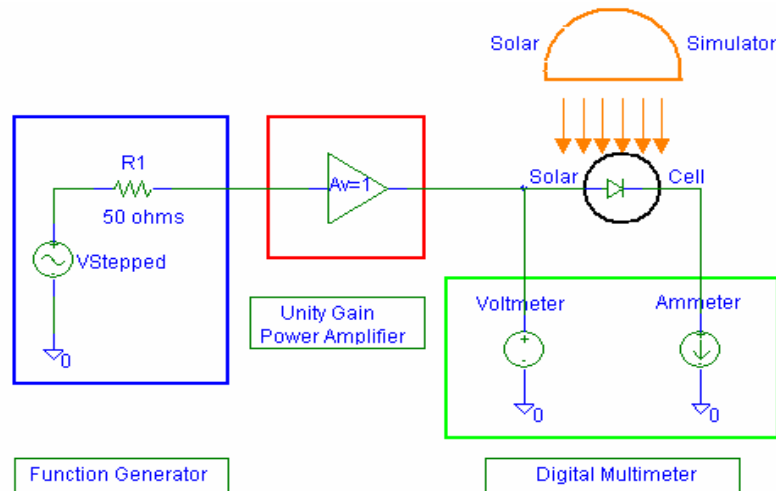 Solar Simulator
R1
50 ohms
VStepped
0
Av=1
Unity Gain
Power Amplifier
Solar Cell
Voltmeter
Ammeter
+
-
0
0
Function Generator
Digital Multimeter